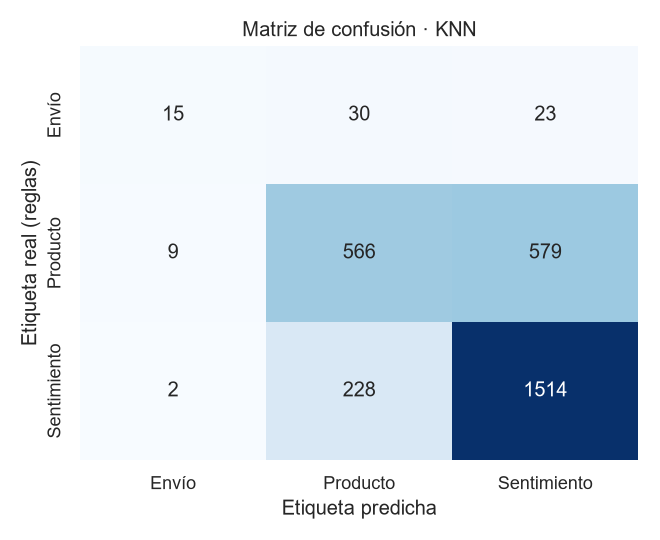 Matriz de confusión · KNN
Etiqueta real (reglas)
Envío
15 30 23
Producto
9 566 579
Sentimiento
2 228 1514
Envío Producto Sentimiento
Etiqueta predicha